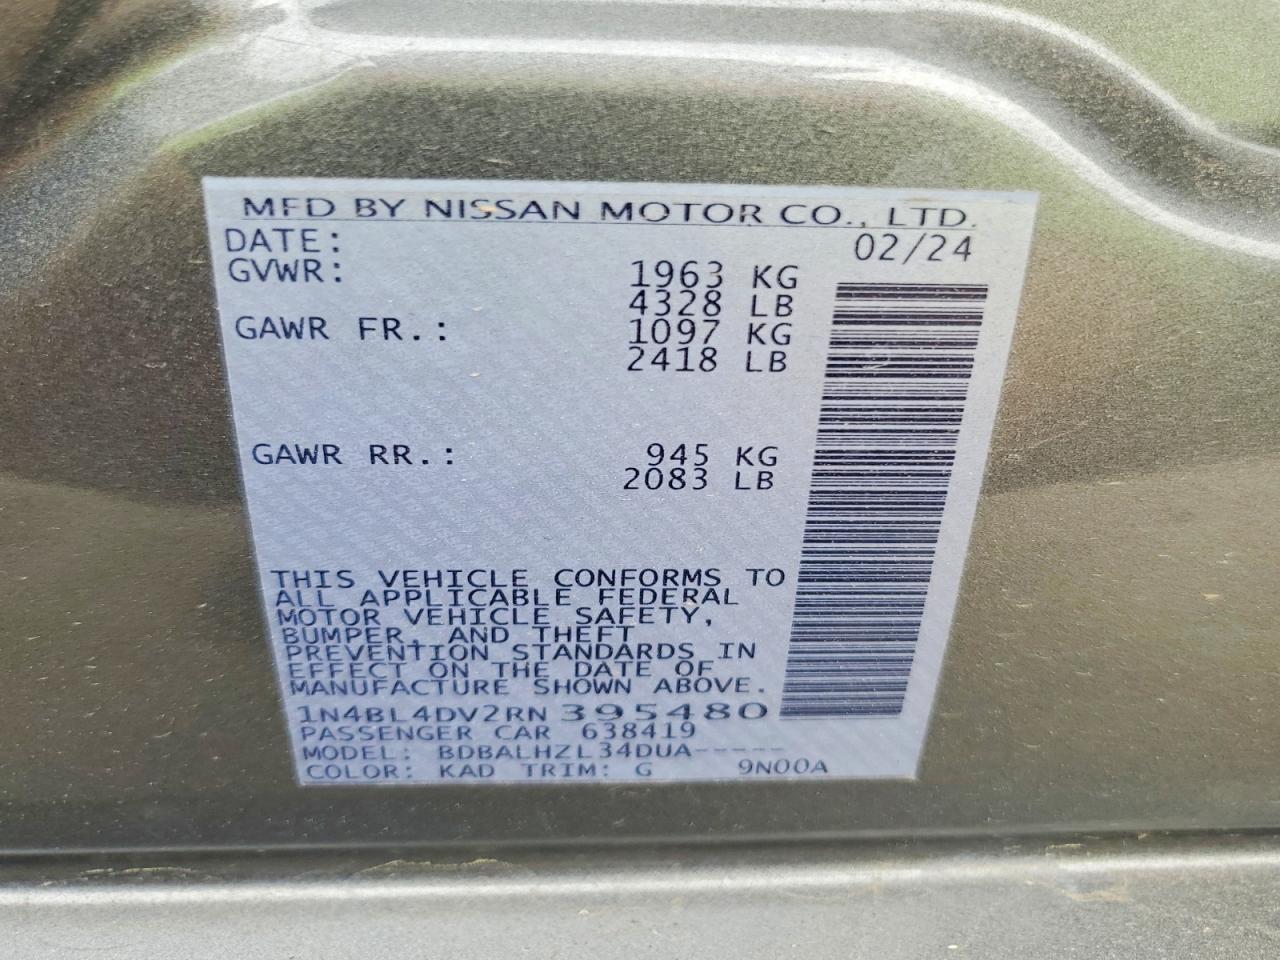 MFD BY NISSAN MOTOR CO., LTD.
DATE: 02/24
GVWR: 1963 KG
4328 LB
GAWR FR.: 1097 KG
2418 LB
GAWR RR.: 945 KG
2083 LB
THIS VEHICLE CONFORMS TO
ALL APPLICABLE FEDERAL
MOTOR VEHICLE SAFETY,
BUMPER, AND THEFT
PREVENTION STANDARDS IN
EFFECT ON THE DATE OF
MANUFACTURE SHOWN ABOVE.
1N4BL4DV2RN395480
PASSENGER CAR 638419
MODEL: BDBALHZL34DUA-----
COLOR: KAD TRIM: G 9N00A